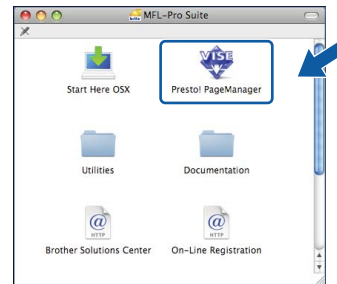 MFL-Pro Suite
VISE
Start Here OSX
Presto! PageManager
Utilities
Documentation
@
HTTP
@
HTTP
Brother Solutions Center
On-Line Registration